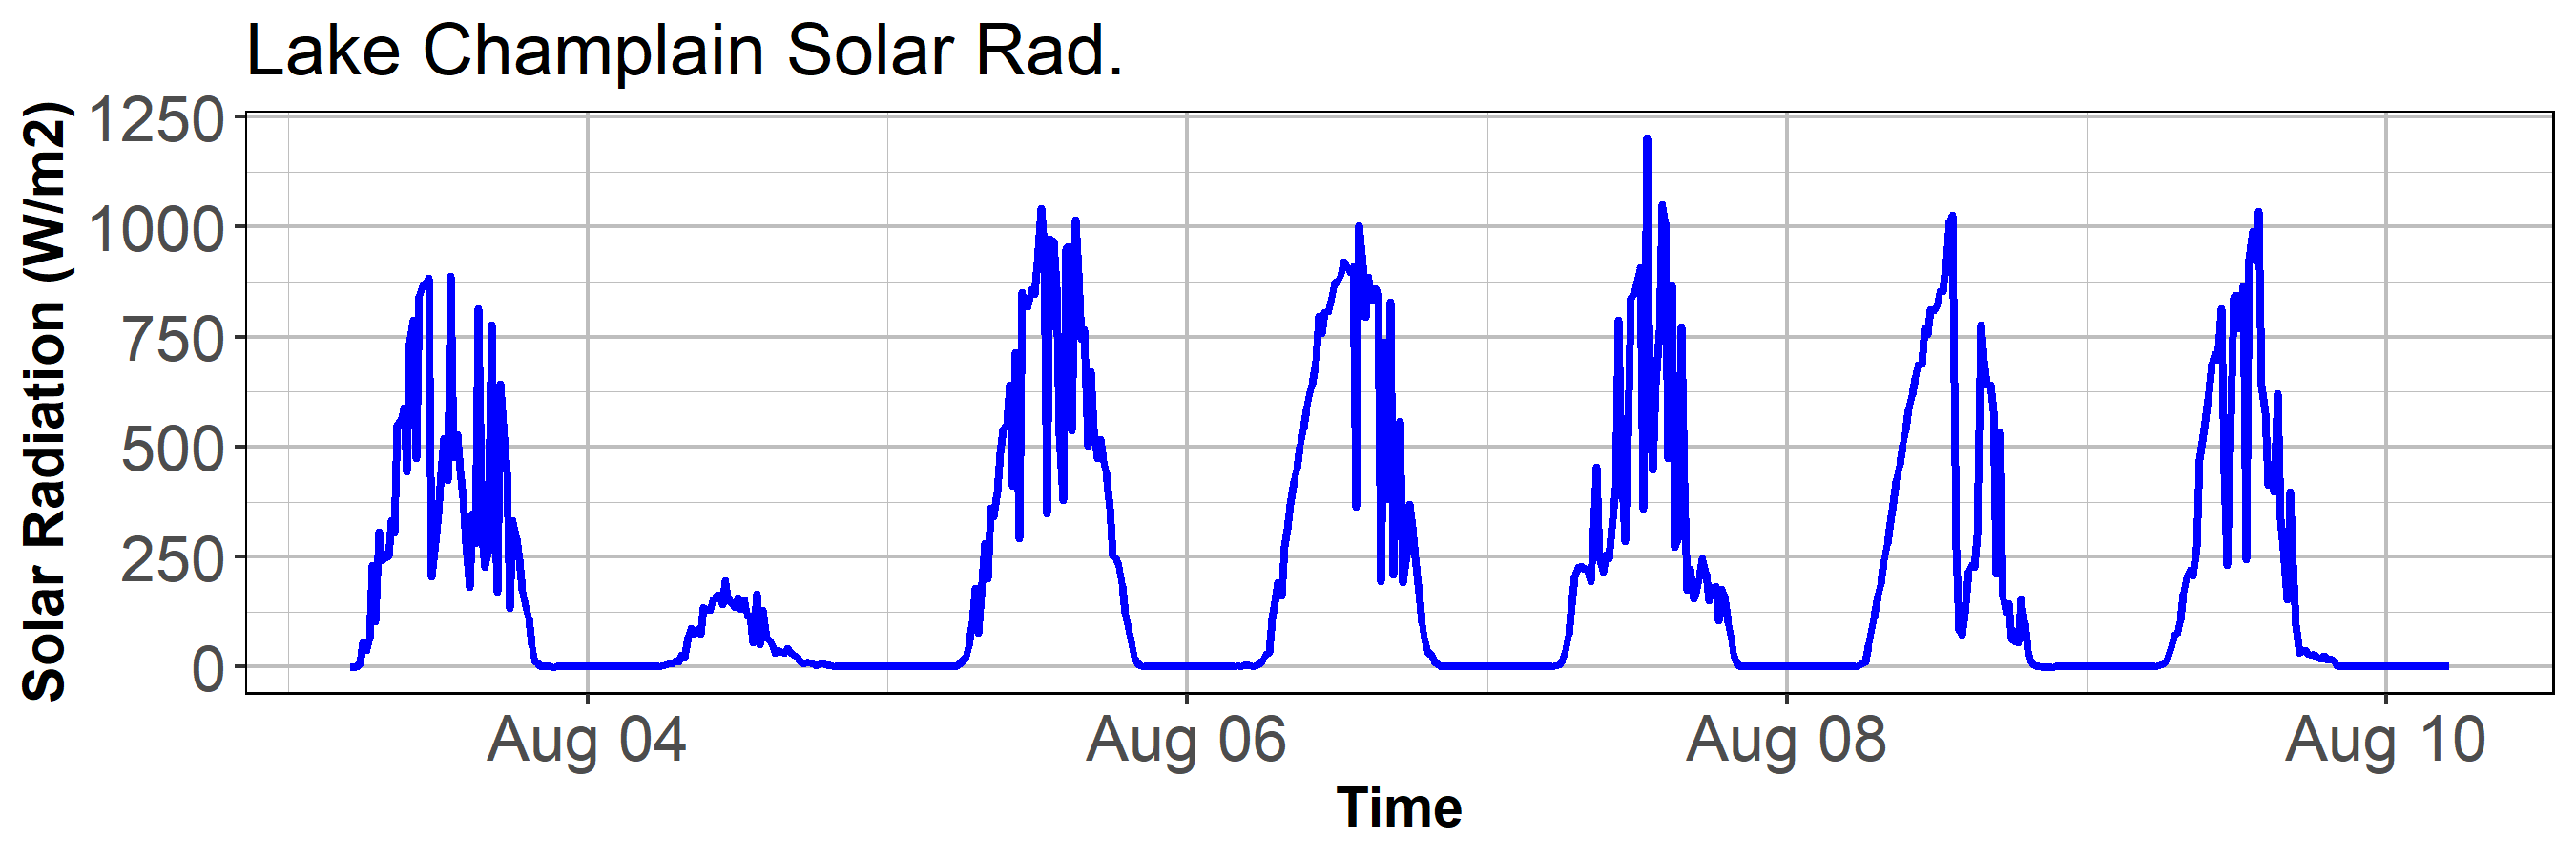 Lake Champlain Solar Rad.
Solar Radiation (W/m2)
1250
1000
750
500
250
0
Aug 04 Aug 06 Aug 08 Aug 10
Time